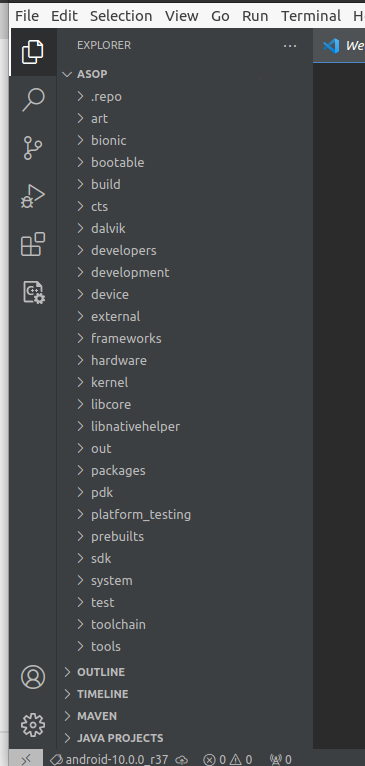 File Edit Selection View Go Run Terminal H
EXPLORER ...
We
ASOP
.repo
art
bionic
bootable
build
cts
dalvik
developers
development
device
external
frameworks
hardware
kernel
libcore
libnativehelper
out
packages
pdk
platform_testing
prebuilts
sdk
system
test
toolchain
tools
OUTLINE
TIMELINE
MAVEN
JAVA PROJECTS
android-10.0.0_r37 0 0 0